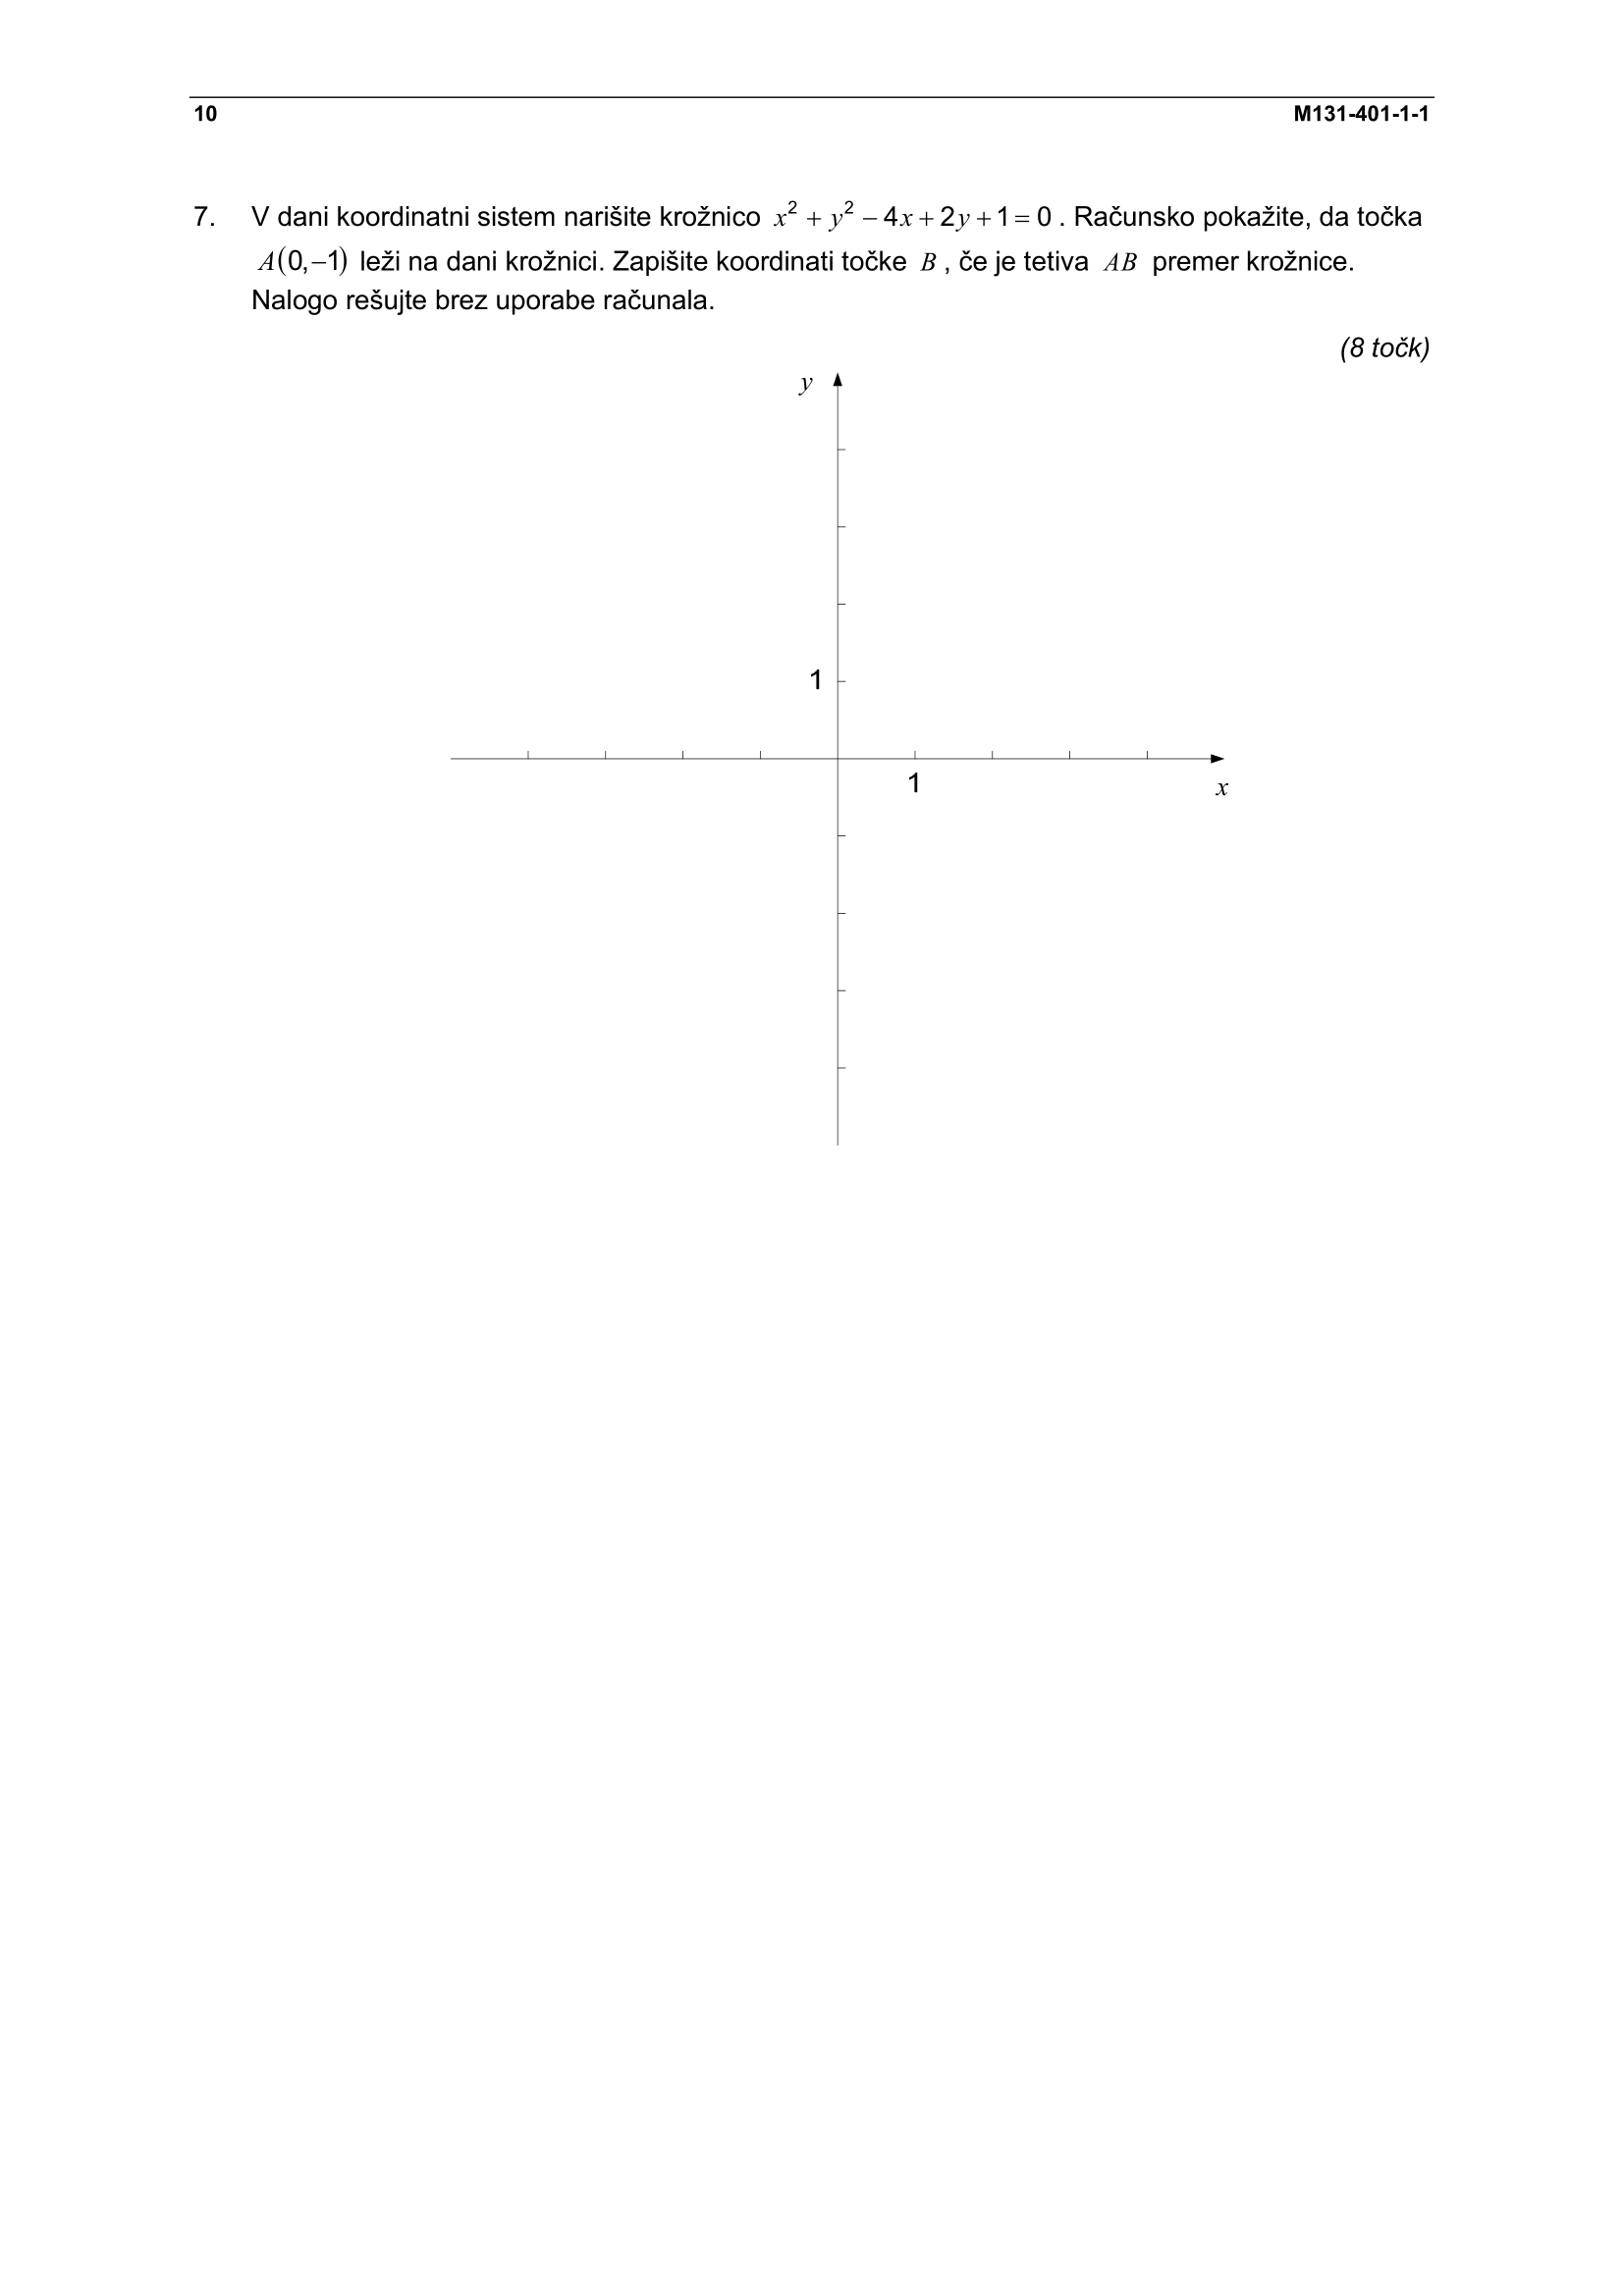 10 M131-401-1-1
7. V dani koordinatni sistem narišite krožnico x² + y² − 4x + 2y + 1 = 0 . Računsko pokažite, da točka
A(0,−1) leži na dani krožnici. Zapišite koordinati točke B , če je tetiva AB premer krožnice.
Nalogo rešujte brez uporabe računala.
(8 točk)
y
1
1
x